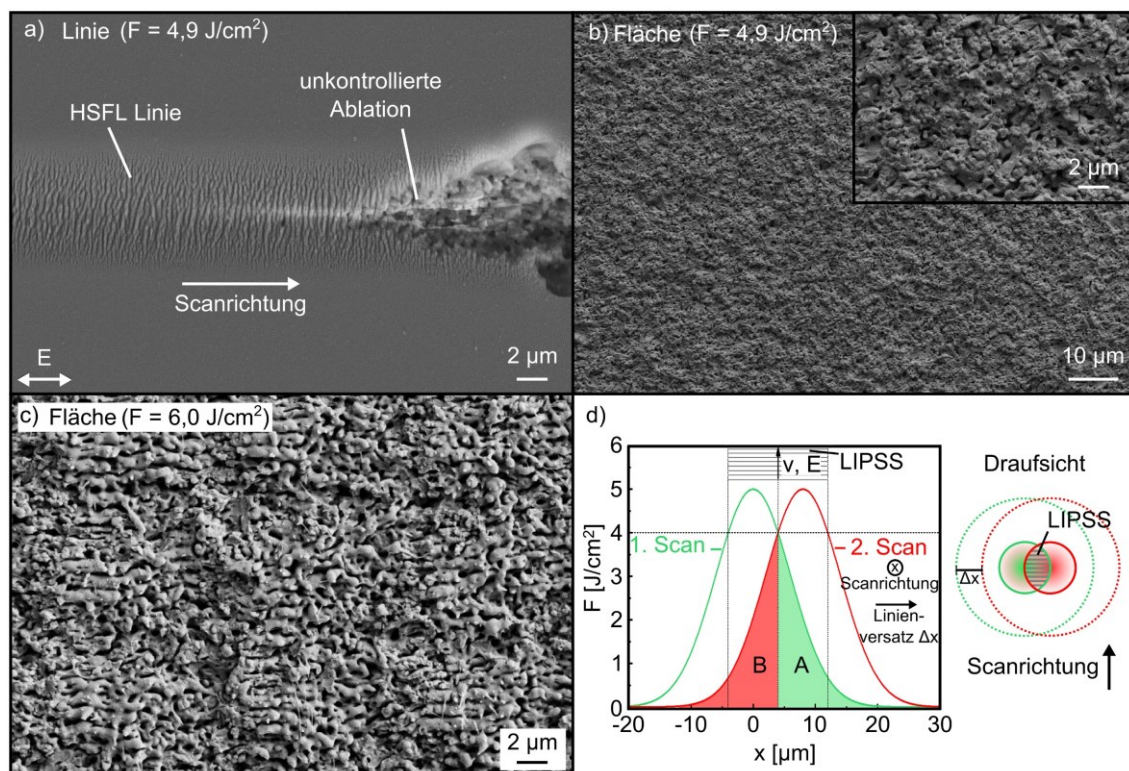 a) Linie (F = 4,9 J/cm²)
HSFL Linie
unkontrollierte
Ablation
Scanrichtung
E
2 µm
b) Fläche (F = 4,9 J/cm²)
2 µm
10 µm
c) Fläche (F = 6,0 J/cm²)
2 µm
d)
6
5
4
3
2
1
0
F [J/cm²]
-20 -10 0 10 20 30
x [µm]
v, E
LIPSS
1. Scan
2. Scan
x
Scanrichtung
Linien-
versatz Δx
B
A
Draufsicht
LIPSS
Δx
Scanrichtung